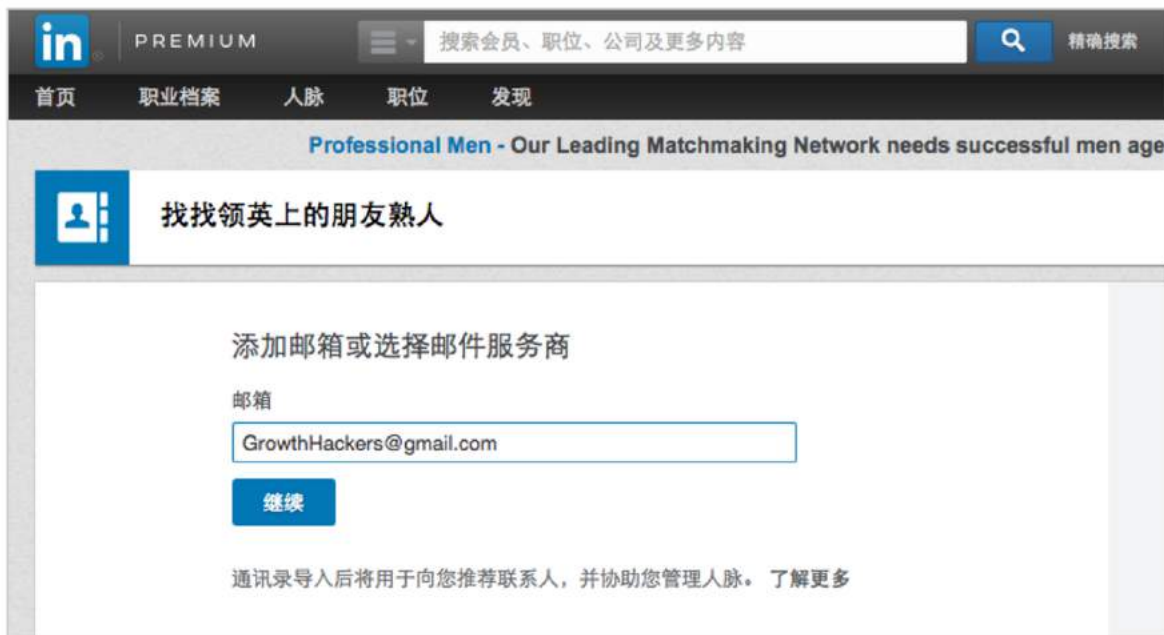 in PREMIUM 搜索会员、职位、公司及更多内容 精确搜索
首页 职业档案 人脉 职位 发现
Professional Men - Our Leading Matchmaking Network needs successful men age
找找领英上的朋友熟人
添加邮箱或选择邮件服务商
邮箱
GrowthHackers@gmail.com
继续
通讯录导入后将用于向您推荐联系人，并协助您管理人脉。 了解更多